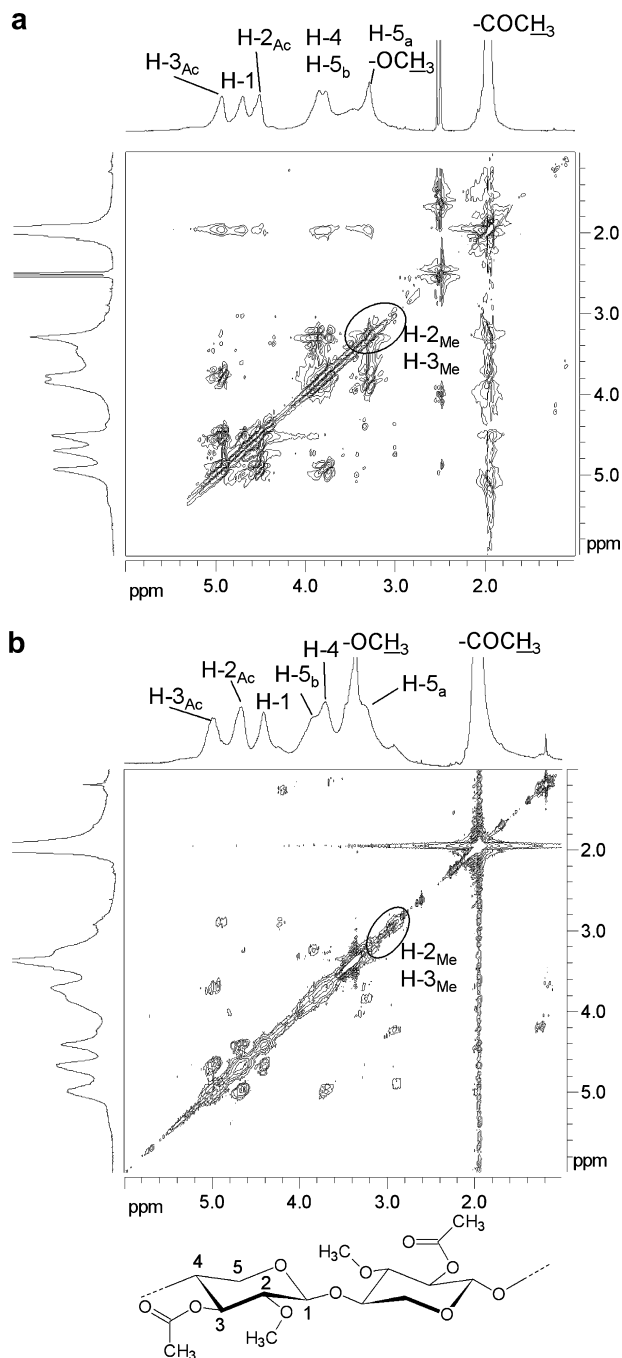 a
-COCH3
H-5a
H-4
H-2Ac
H-5b
-OCH3
H-3Ac
H-1
2.0
3.0
H-2Me
H-3Me
4.0
5.0
ppm
ppm
5.0 4.0 3.0 2.0
b
-OCH3
-COCH3
H-4
H-2Ac
H-5b
H-5a
H-3Ac
H-1
2.0
3.0
H-2Me
H-3Me
4.0
5.0
ppm
5.0 4.0 3.0 2.0
ppm
CH3
O
H3C
O
O
4 5 O
O
2
O O
O O
1
3 O
O
H3C
CH3